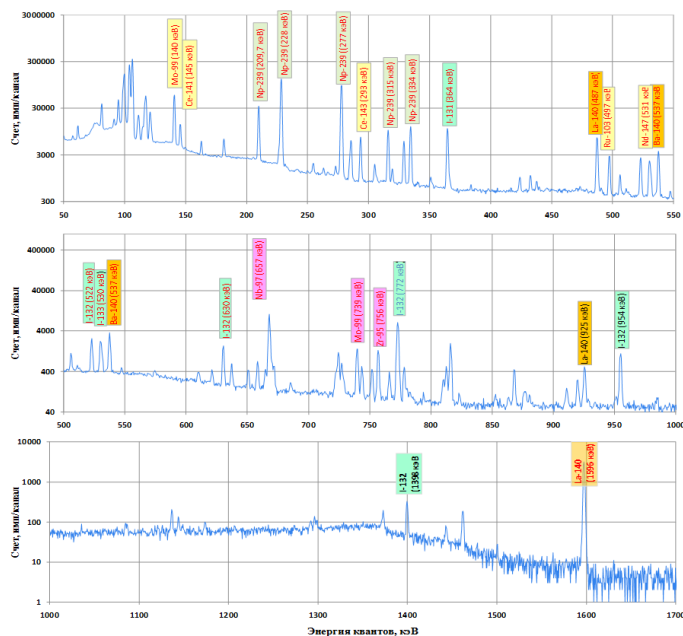 3000000
300000
30000
3000
300
Счет, имп/канал
Mo-99 (140 кэВ)
Ce-141 (145 кэВ)
Np-239 (209,7 кэВ)
Np-239 (228 кэВ)
Np-239 ((277 кэВ)
Ce-143 (293 кэВ)
Np-239 (315 кэВ)
Np-239 (334 кэВ)
I-131 (364 кэВ)
La-140 (487 кэВ)
Ru-103 (497 кэВ)
Nd-147 (531 кэВ
Ba-140 (537 кэВ
50 100 150 200 250 300 350 400 450 500 550
400000
40000
4000
400
40
Счет, имп/канал
I-132 (522 кэВ)
I-133 (530 кэВ)
Ba-140 (537 кэВ)
I-132 (630 кэВ)
Nb-97 (657 кэВ)
Mo-99 (739 кэВ)
Zr-95 (756 кэВ)
I-132 (772 кэВ)
La-140 (925 кэВ)
I-132 (954 кэВ)
500 550 600 650 700 750 800 850 900 950 1000
10000
1000
100
10
1
Счет, имп/канал
I-132
(1398 кэВ)
La-140
(1596 кэВ)
1000 1100 1200 1300 1400 1500 1600 1700
Энергия квантов, кэВ